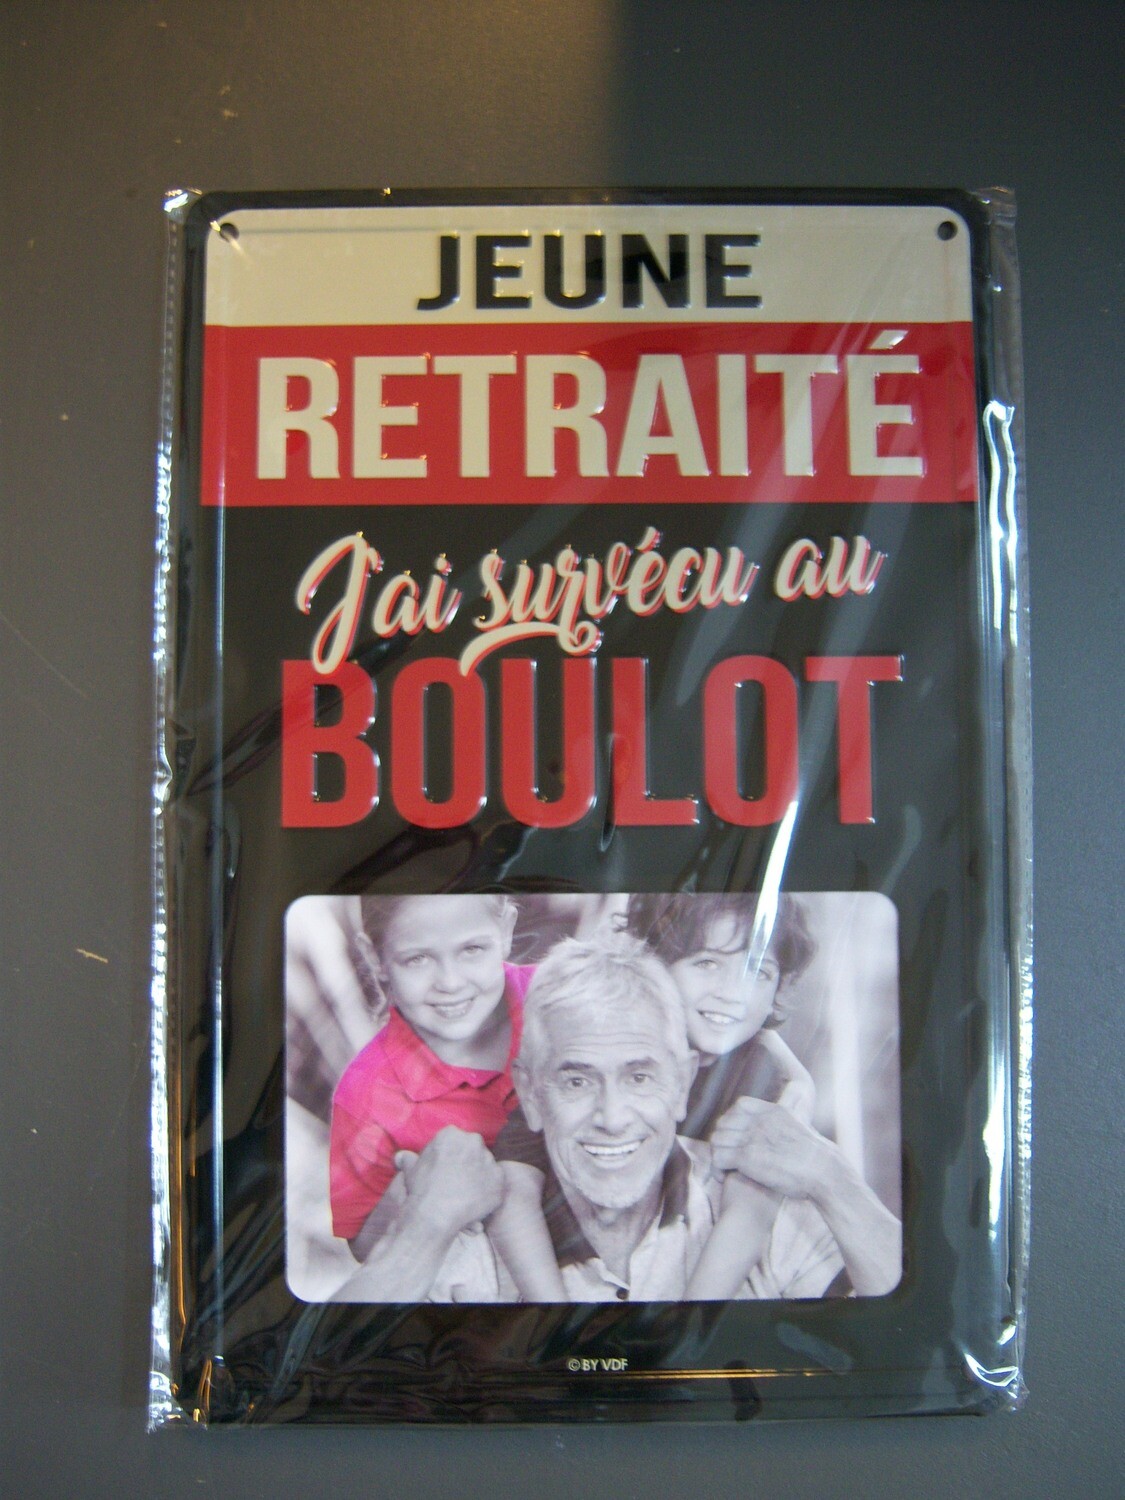 JEUNE
RETRAITÉ
J'ai survécu au
BOULOT
© BY VDF